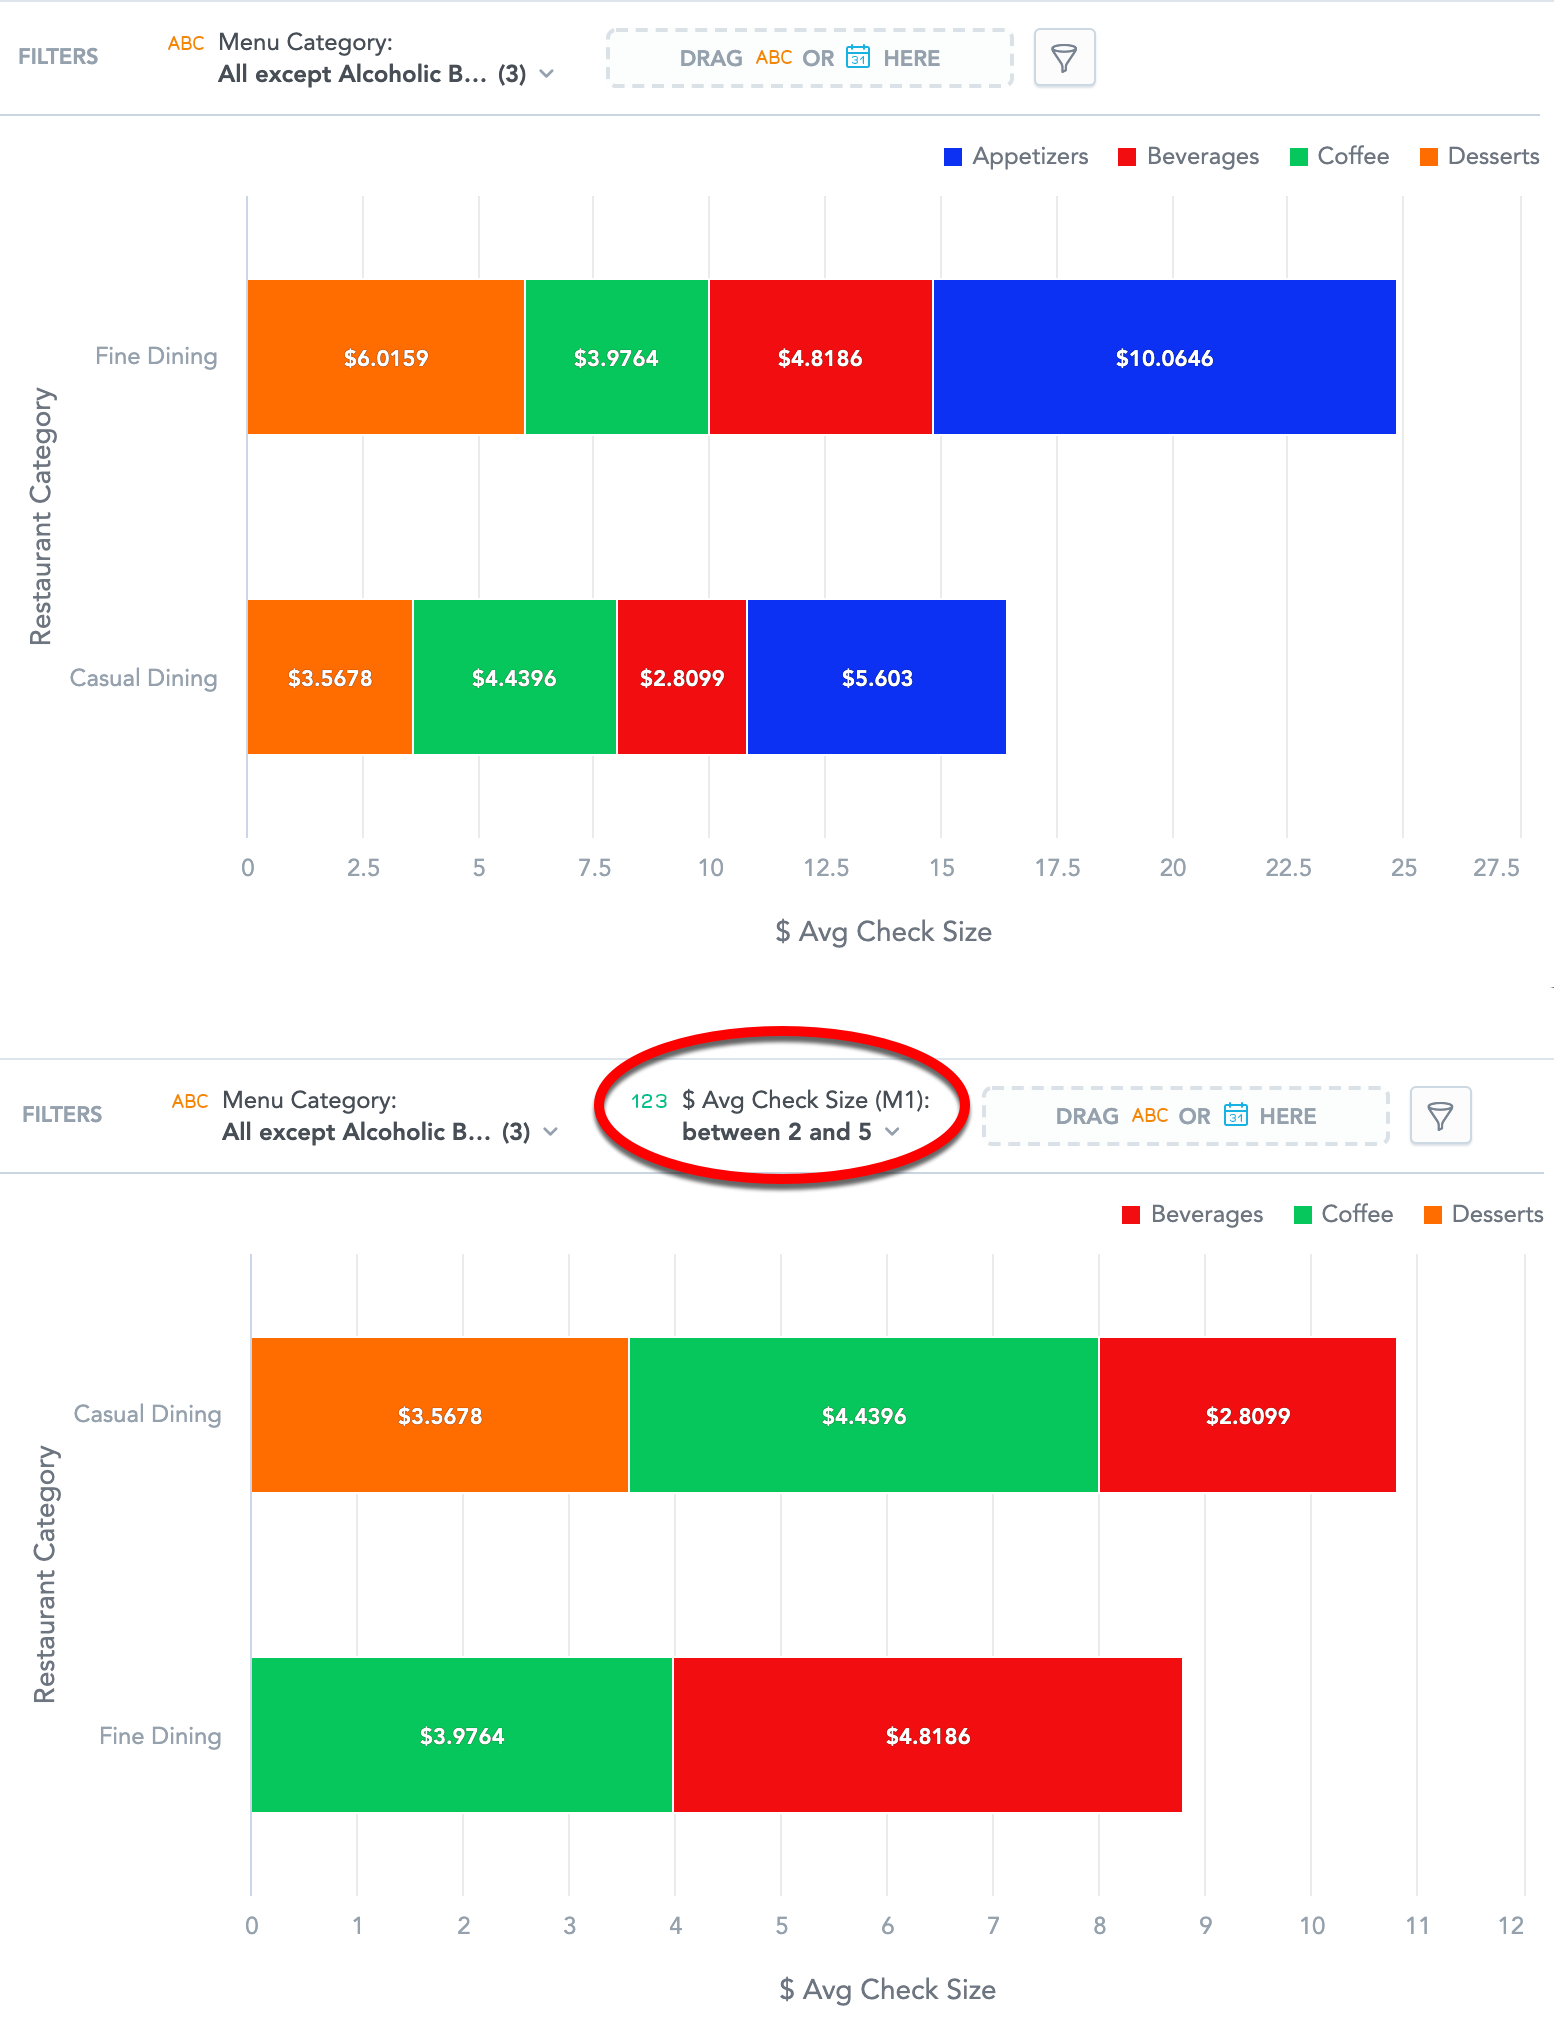 FILTERS
ABC Menu Category:
All except Alcoholic B... (3)
DRAG ABC OR 31 HERE
Appetizers Beverages Coffee Desserts
Restaurant Category
Fine Dining
$6.0159 $3.9764 $4.8186 $10.0646
Casual Dining
$3.5678 $4.4396 $2.8099 $5.603
0 2.5 5 7.5 10 12.5 15 17.5 20 22.5 25 27.5
$ Avg Check Size
FILTERS
ABC Menu Category:
All except Alcoholic B... (3)
123 $ Avg Check Size (M1):
between 2 and 5
DRAG ABC OR 31 HERE
Beverages Coffee Desserts
Restaurant Category
Casual Dining
$3.5678 $4.4396 $2.8099
Fine Dining
$3.9764 $4.8186
0 1 2 3 4 5 6 7 8 9 10 11 12
$ Avg Check Size